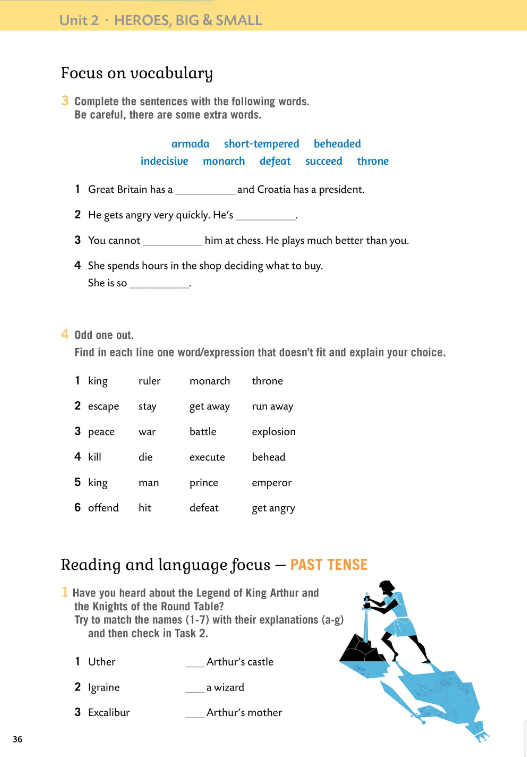 Unit 2 · HEROES, BIG & SMALL
Focus on vocabulary
3 Complete the sentences with the following words.
Be careful, there are some extra words.
armada short-tempered beheaded
indecisive monarch defeat succeed throne
1 Great Britain has a __________ and Croatia has a president.
2 He gets angry very quickly. He's __________.
3 You cannot __________ him at chess. He plays much better than you.
4 She spends hours in the shop deciding what to buy.
She is so __________.
4 Odd one out.
Find in each line one word/expression that doesn't fit and explain your choice.
1 king ruler monarch throne
2 escape stay get away run away
3 peace war battle explosion
4 kill die execute behead
5 king man prince emperor
6 offend hit defeat get angry
Reading and language focus – PAST TENSE
1 Have you heard about the Legend of King Arthur and
the Knights of the Round Table?
Try to match the names (1-7) with their explanations (a-g)
and then check in Task 2.
1 Uther ___ Arthur's castle
2 Igraine ___ a wizard
3 Excalibur ___ Arthur's mother
36